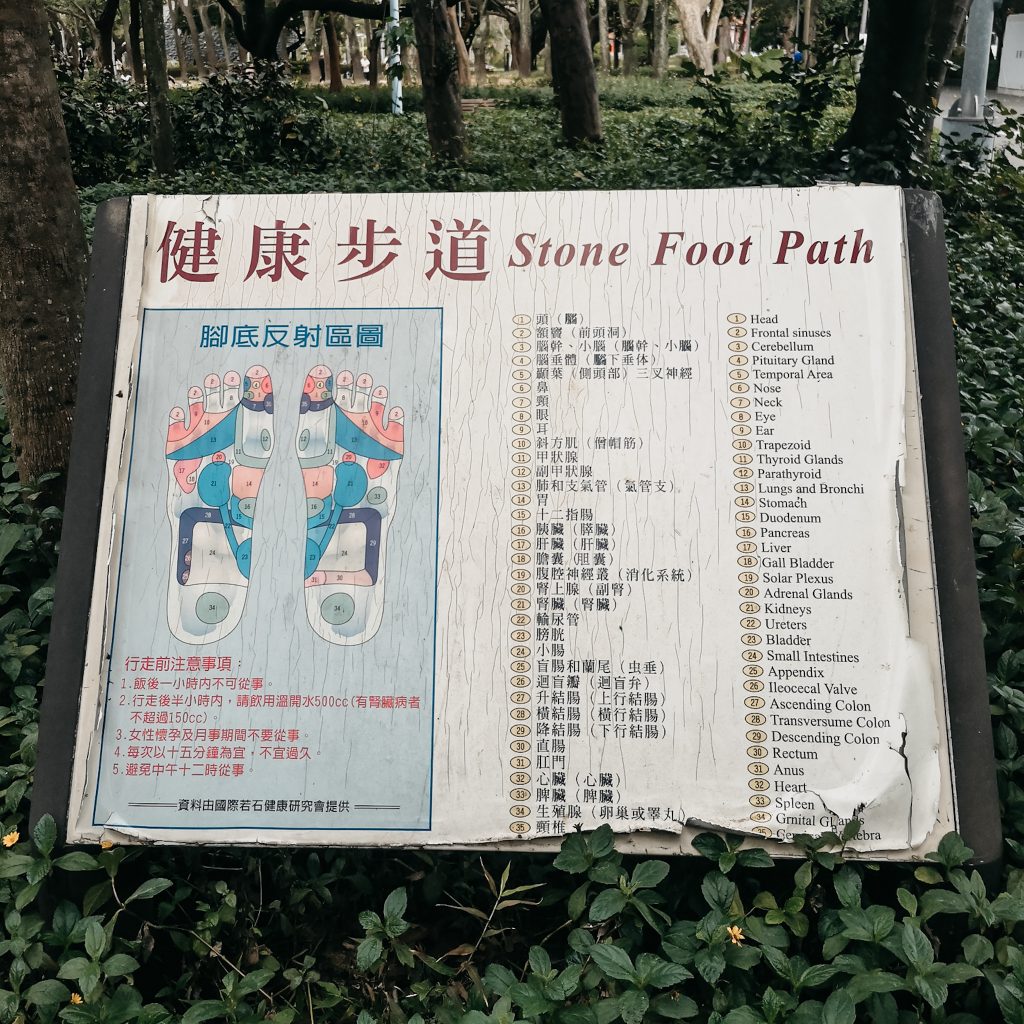 健康步道 Stone Foot Path
腳底反射區圖
行走前注意事項：
1.飯後一小時內不可從事。
2.行走後半小時內，請飲用溫開水500cc(有腎臟病者
不超過150cc)。
3.女性懷孕及月事期間不要從事。
4.每次以十五分鐘為宜，不宜過久。
5.避免中午十二時從事。
資料由國際若石健康研究會提供
1 頭（腦）
2 額竇（前頭洞）
3 腦幹、小腦（腦幹、小腦）
4 腦垂體（腦下垂体）
5 顳葉（側頭部）三叉神經
6 鼻
7 頸
8 眼
9 耳
10 斜方肌（僧帽筋）
11 甲狀腺
12 副甲狀腺
13 肺和支氣管（氣管支）
14 胃
15 十二指腸
16 胰臟（膵臟）
17 肝臟（肝臟）
18 膽囊（胆囊）
19 腹腔神經叢（消化系統）
20 腎上腺（副腎）
21 腎臟（腎臟）
22 輸尿管
23 膀胱
24 小腸
25 盲腸和闌尾（虫垂）
26 迴盲瓣（迴盲弁）
27 升結腸（上行結腸）
28 橫結腸（橫行結腸）
29 降結腸（下行結腸）
30 直腸
31 肛門
32 心臟（心臟）
33 脾臟（脾臟）
34 生殖腺（卵巢或睪丸）
35 頸椎
1 Head
2 Frontal sinuses
3 Cerebellum
4 Pituitary Gland
5 Temporal Area
6 Nose
7 Neck
8 Eye
9 Ear
10 Trapezoid
11 Thyroid Glands
12 Parathyroid
13 Lungs and Bronchi
14 Stomach
15 Duodenum
16 Pancreas
17 Liver
18 Gall Bladder
19 Solar Plexus
20 Adrenal Glands
21 Kidneys
22 Ureters
23 Bladder
24 Small Intestines
25 Appendix
26 Ileocecal Valve
27 Ascending Colon
28 Transversume Colon
29 Descending Colon
30 Rectum
31 Anus
32 Heart
33 Spleen
34 Grnital Glands
35